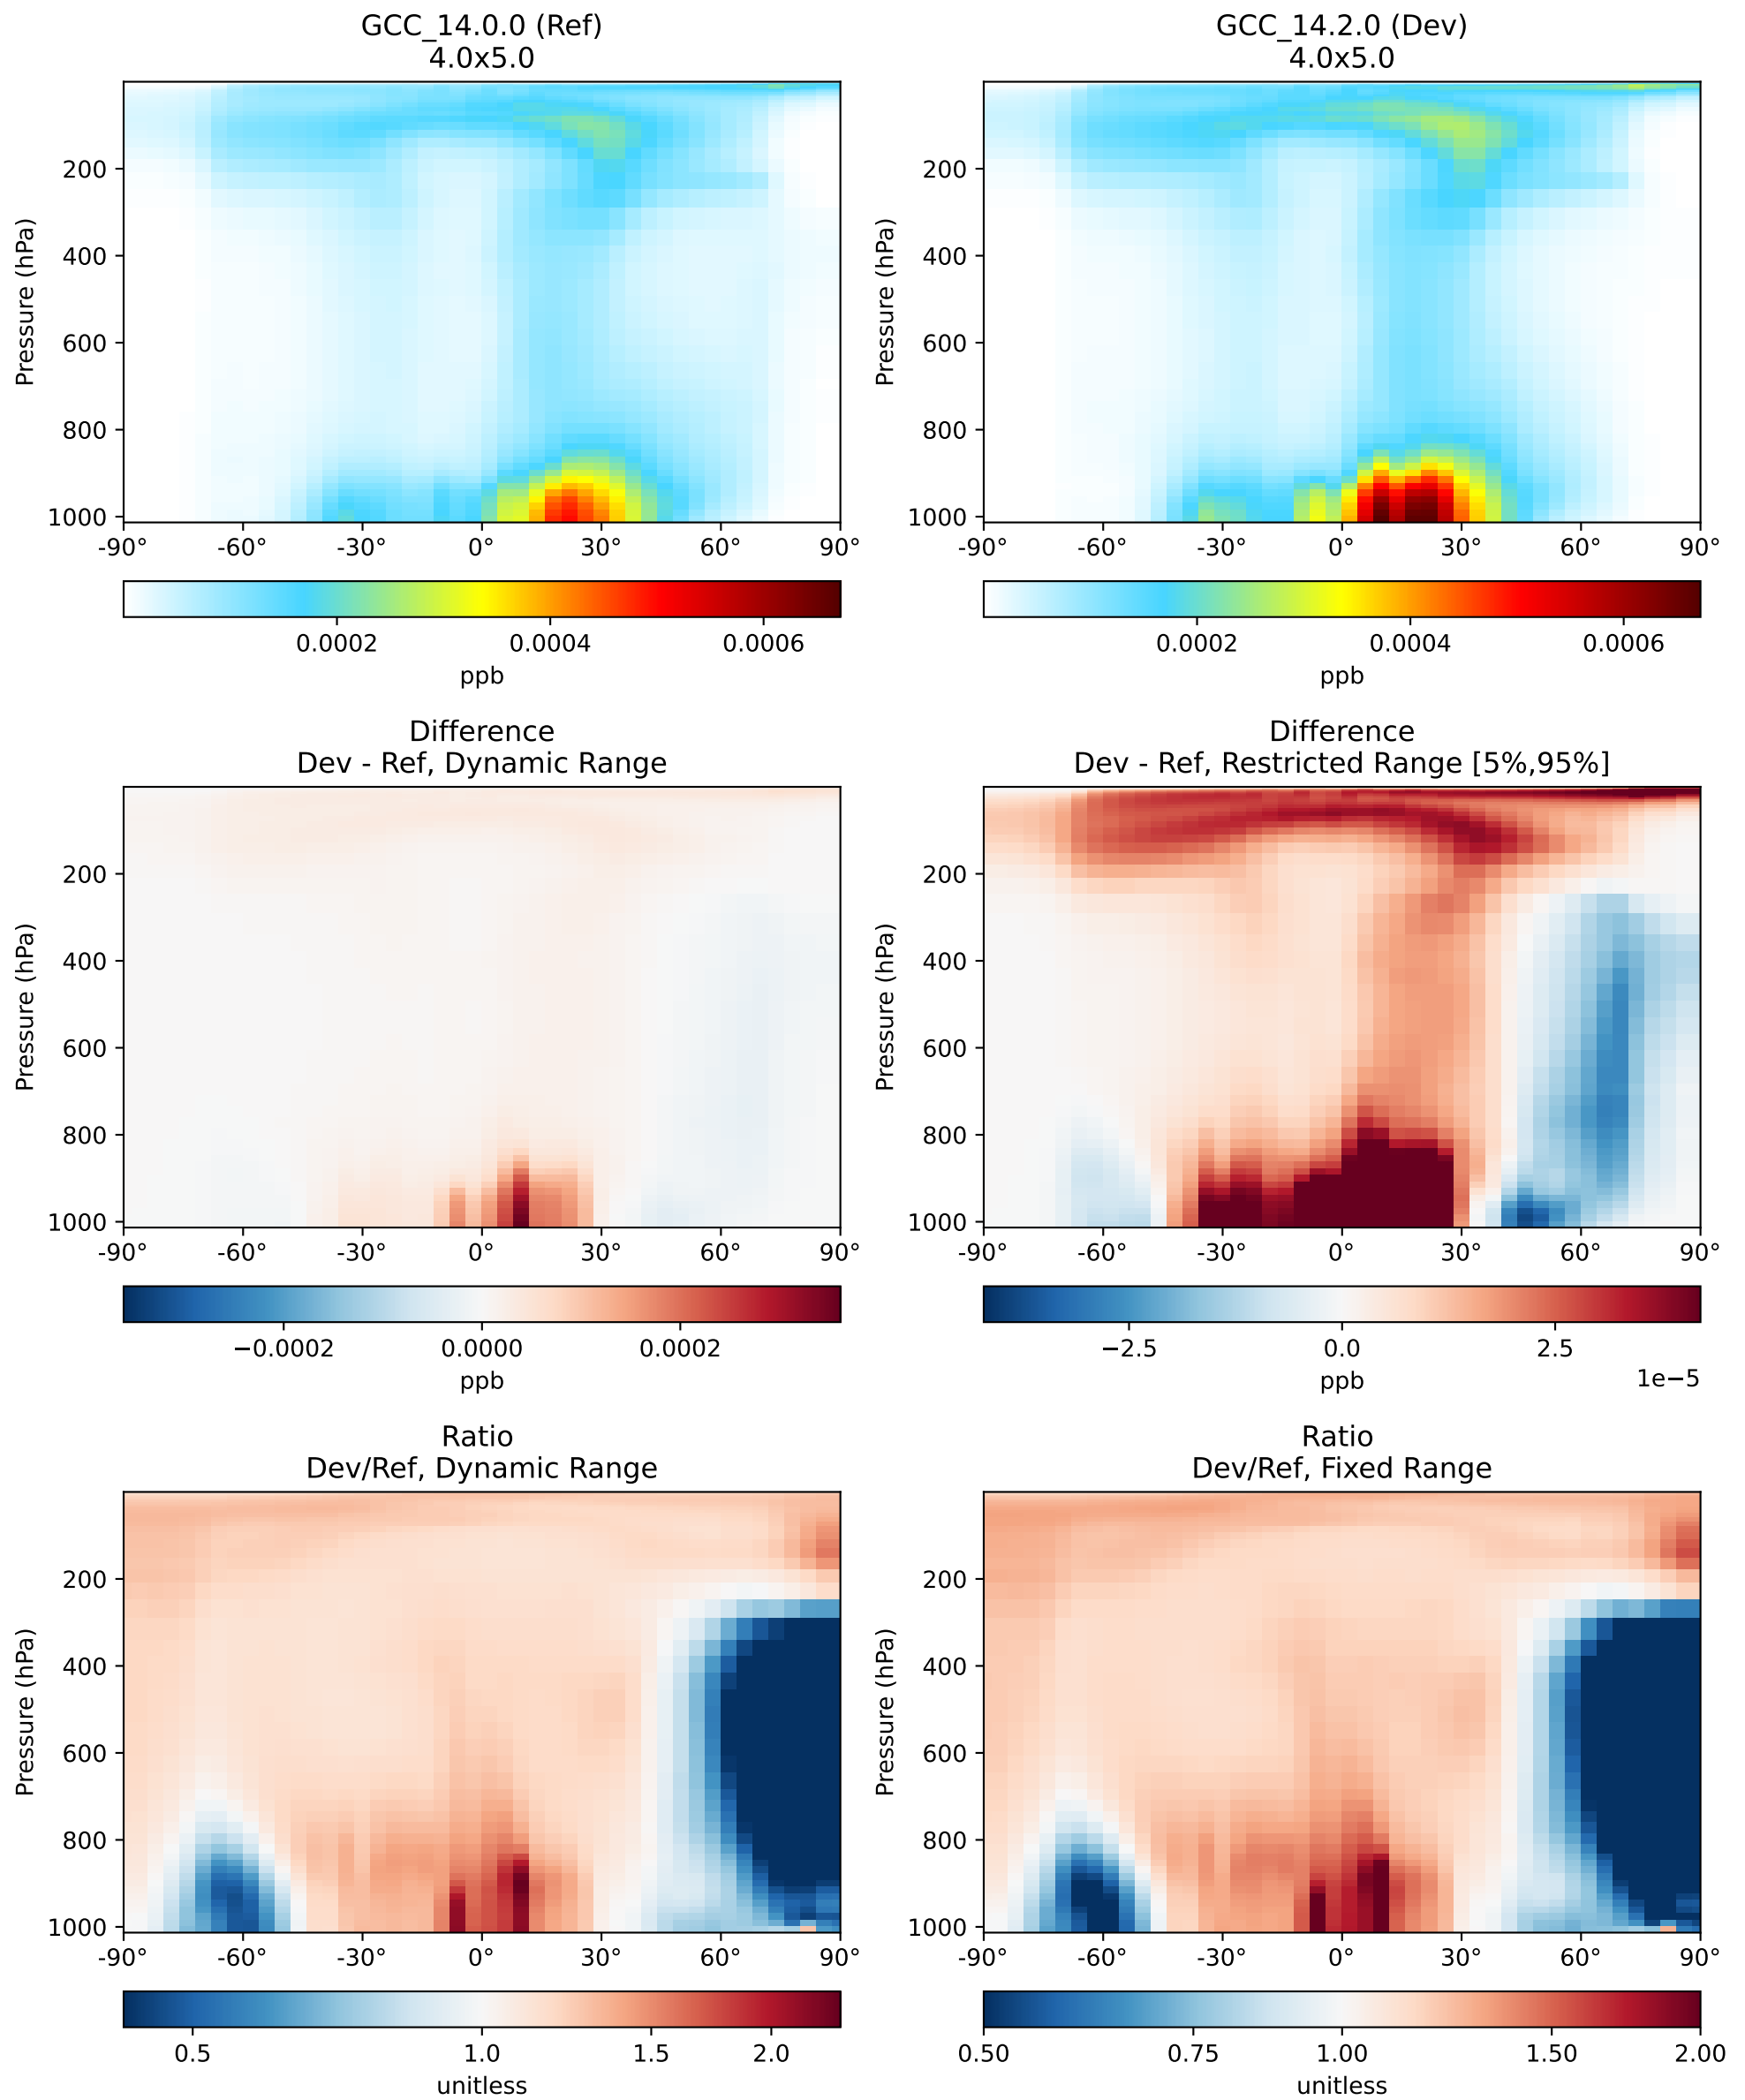 GCC_14.0.0 (Ref)
4.0x5.0
Pressure (hPa)
200
400
600
800
1000
-90° -60° -30° 0° 30° 60° 90°
0.0002 0.0004 0.0006
ppb
GCC_14.2.0 (Dev)
4.0x5.0
Pressure (hPa)
200
400
600
800
1000
-90° -60° -30° 0° 30° 60° 90°
0.0002 0.0004 0.0006
ppb
Difference
Dev - Ref, Dynamic Range
Pressure (hPa)
200
400
600
800
1000
-90° -60° -30° 0° 30° 60° 90°
−0.0002 0.0000 0.0002
ppb
Difference
Dev - Ref, Restricted Range [5%,95%]
Pressure (hPa)
200
400
600
800
1000
-90° -60° -30° 0° 30° 60° 90°
−2.5 0.0 2.5
ppb
1e−5
Ratio
Dev/Ref, Dynamic Range
Pressure (hPa)
200
400
600
800
1000
-90° -60° -30° 0° 30° 60° 90°
0.5 1.0 1.5 2.0
unitless
Ratio
Dev/Ref, Fixed Range
Pressure (hPa)
200
400
600
800
1000
-90° -60° -30° 0° 30° 60° 90°
0.50 0.75 1.00 1.50 2.00
unitless